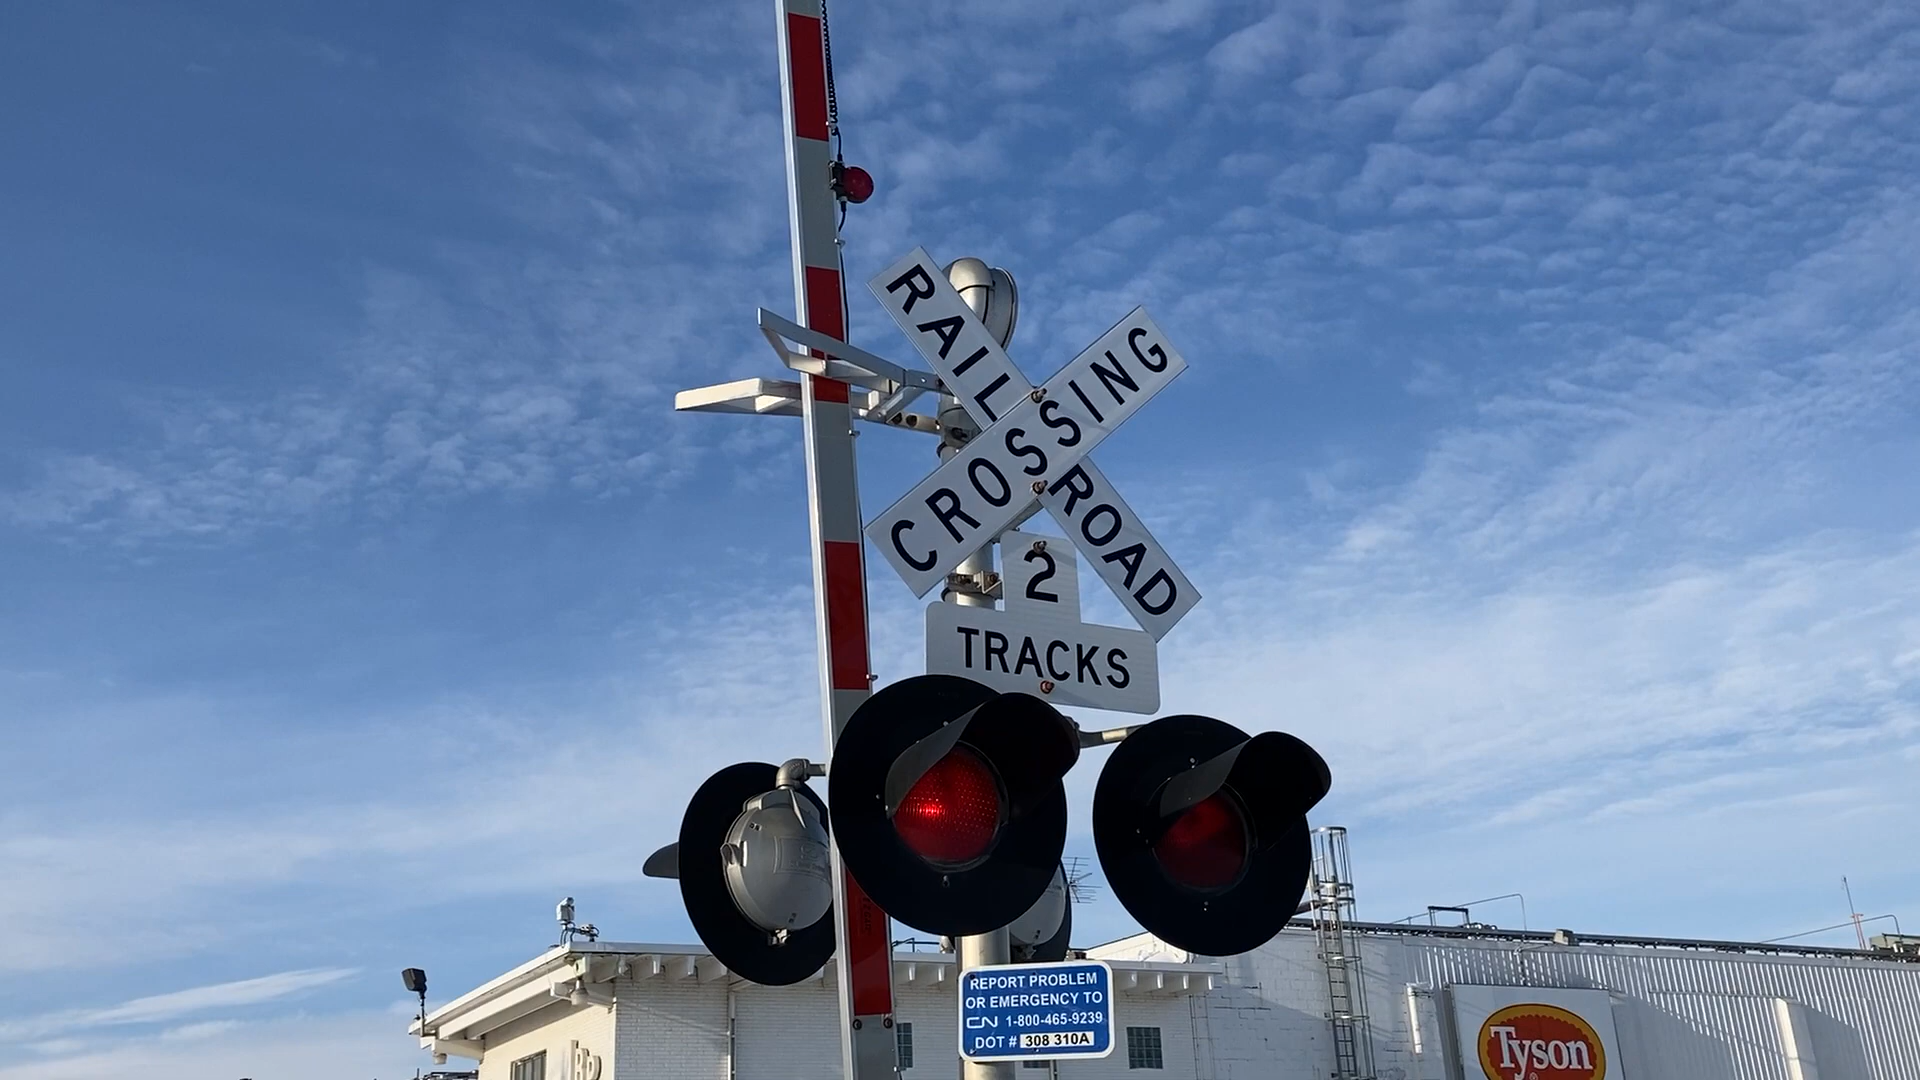 RAILROAD
CROSSING
2
TRACKS
REPORT PROBLEM
OR EMERGENCY TO
CN 1-800-465-9239
DOT # 308 310A
Tyson